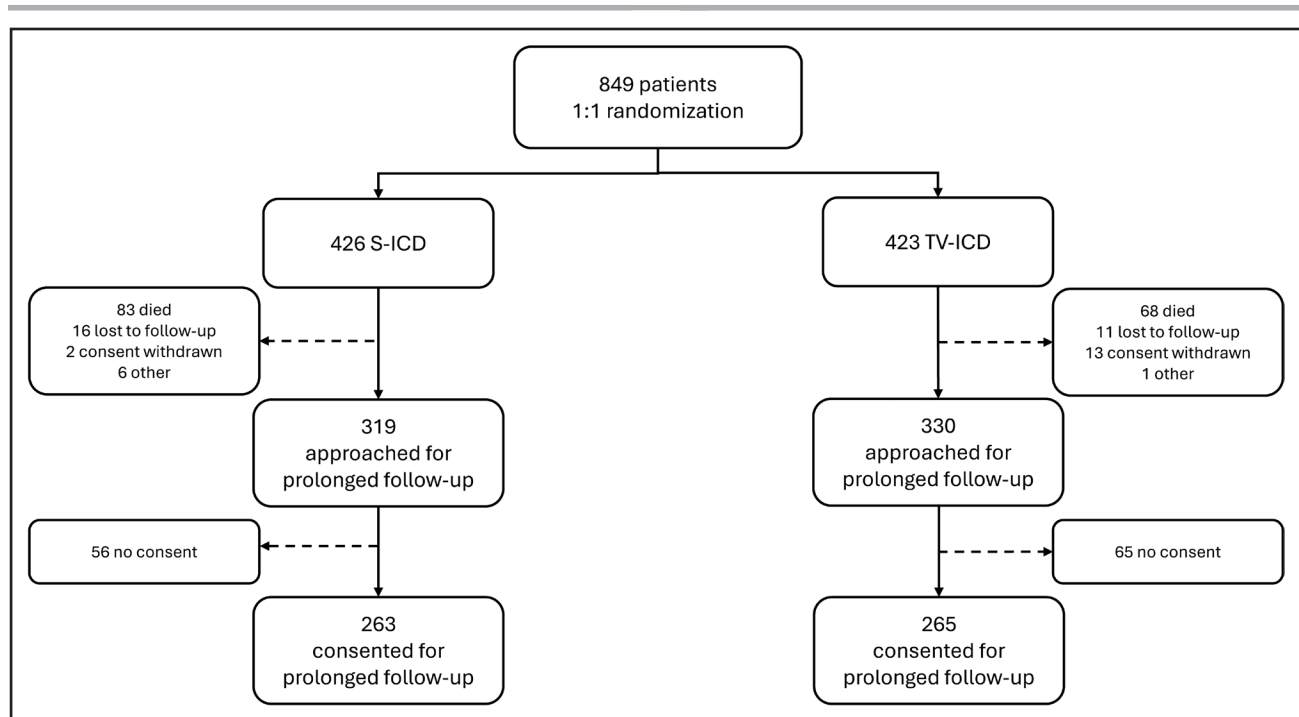 849 patients
1:1 randomization
426 S-ICD
423 TV-ICD
83 died
16 lost to follow-up
2 consent withdrawn
6 other
68 died
11 lost to follow-up
13 consent withdrawn
1 other
319
approached for
prolonged follow-up
330
approached for
prolonged follow-up
56 no consent
65 no consent
263
consented for
prolonged follow-up
265
consented for
prolonged follow-up